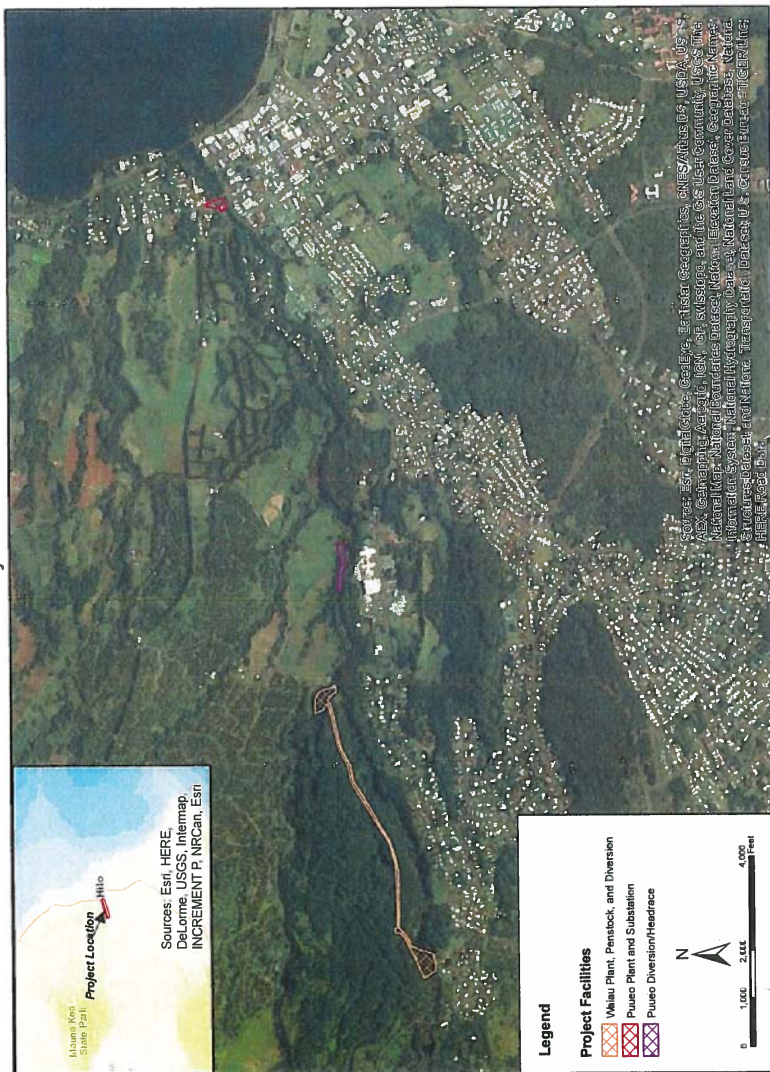 Mauna Kea
State Park
Project Location
Hilo
Sources: Esri, HERE,
DeLorme, USGS, Intermap,
INCREMENT P, NRCan, Esri
Legend
Project Facilities
Waiau Plant, Penstock, and Diversion
Puueo Plant and Substation
Puueo Diversion/Headrace
N
0 1,000 2,000 4,000
Feet
Source: Esri, DigitalGlobe, GeoEye, Earthstar Geographics, CNES/Airbus DS, USDA, USGS,
AEX, Getmapping, Aerogrid, IGN, IGP, swisstopo, and the GIS User Community, USGS The
National Map: National Boundaries Dataset, National Elevation Dataset, Geographic Names
Information System, National Hydrography Dataset, National Land Cover Database, National
Structures Dataset, and National Transportation Dataset; U.S. Census Bureau - TIGER/Line;
HERE Road Data